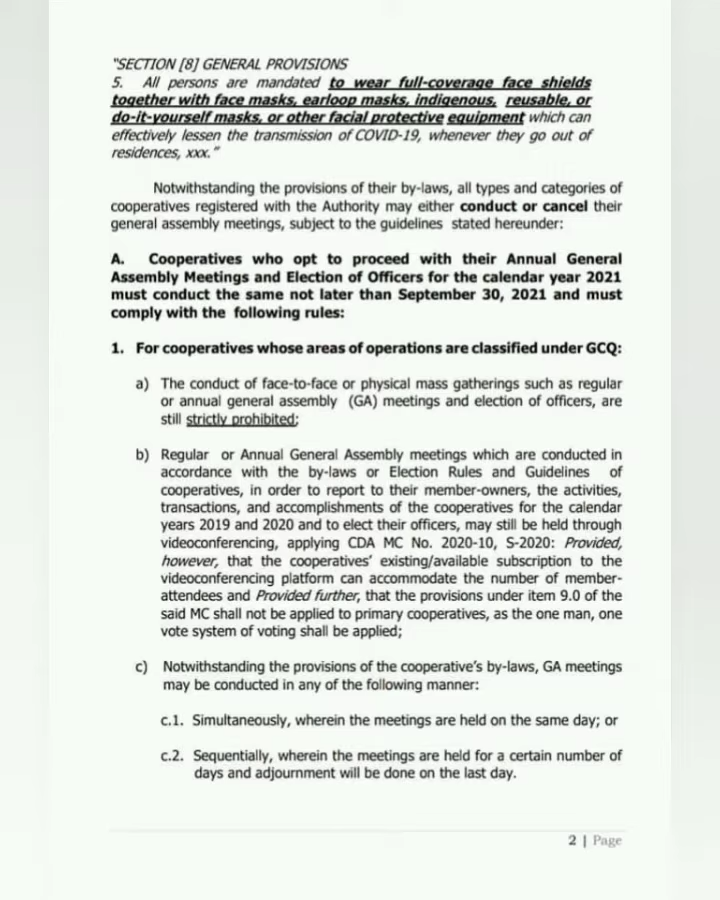 "SECTION [8] GENERAL PROVISIONS
5. All persons are mandated to wear full-coverage face shields
together with face masks, earloop masks, indigenous, reusable, or
do-it-yourself masks, or other facial protective equipment which can
effectively lessen the transmission of COVID-19, whenever they go out of
residences, xxx."
Notwithstanding the provisions of their by-laws, all types and categories of
cooperatives registered with the Authority may either conduct or cancel their
general assembly meetings, subject to the guidelines stated hereunder:
A. Cooperatives who opt to proceed with their Annual General
Assembly Meetings and Election of Officers for the calendar year 2021
must conduct the same not later than September 30, 2021 and must
comply with the following rules:
1. For cooperatives whose areas of operations are classified under GCQ:
a) The conduct of face-to-face or physical mass gatherings such as regular
or annual general assembly (GA) meetings and election of officers, are
still strictly prohibited;
b) Regular or Annual General Assembly meetings which are conducted in
accordance with the by-laws or Election Rules and Guidelines of
cooperatives, in order to report to their member-owners, the activities,
transactions, and accomplishments of the cooperatives for the calendar
years 2019 and 2020 and to elect their officers, may still be held through
videoconferencing, applying CDA MC No. 2020-10, S-2020: Provided,
however, that the cooperatives' existing/available subscription to the
videoconferencing platform can accommodate the number of member-
attendees and Provided further, that the provisions under item 9.0 of the
said MC shall not be applied to primary cooperatives, as the one man, one
vote system of voting shall be applied;
c) Notwithstanding the provisions of the cooperative's by-laws, GA meetings
may be conducted in any of the following manner:
c.1. Simultaneously, wherein the meetings are held on the same day; or
c.2. Sequentially, wherein the meetings are held for a certain number of
days and adjournment will be done on the last day.
2 | Page